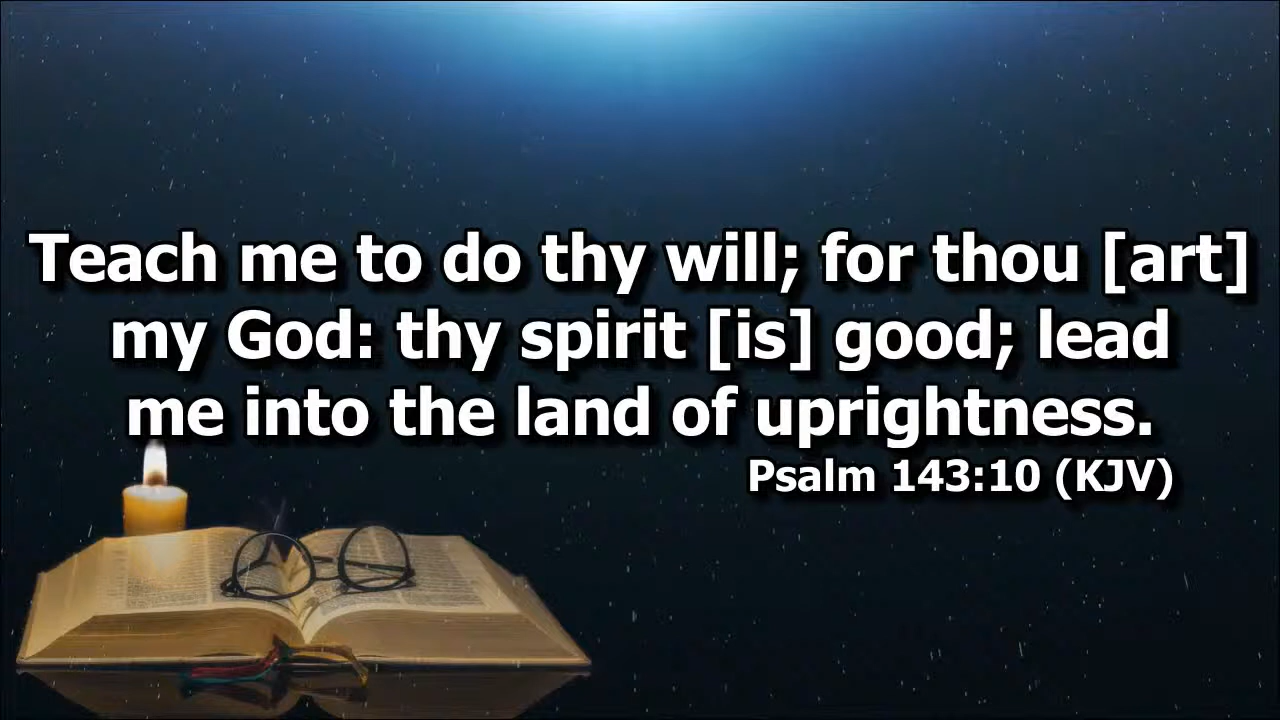 Teach me to do thy will; for thou [art]
my God: thy spirit [is] good; lead
me into the land of uprightness.
Psalm 143:10 (KJV)